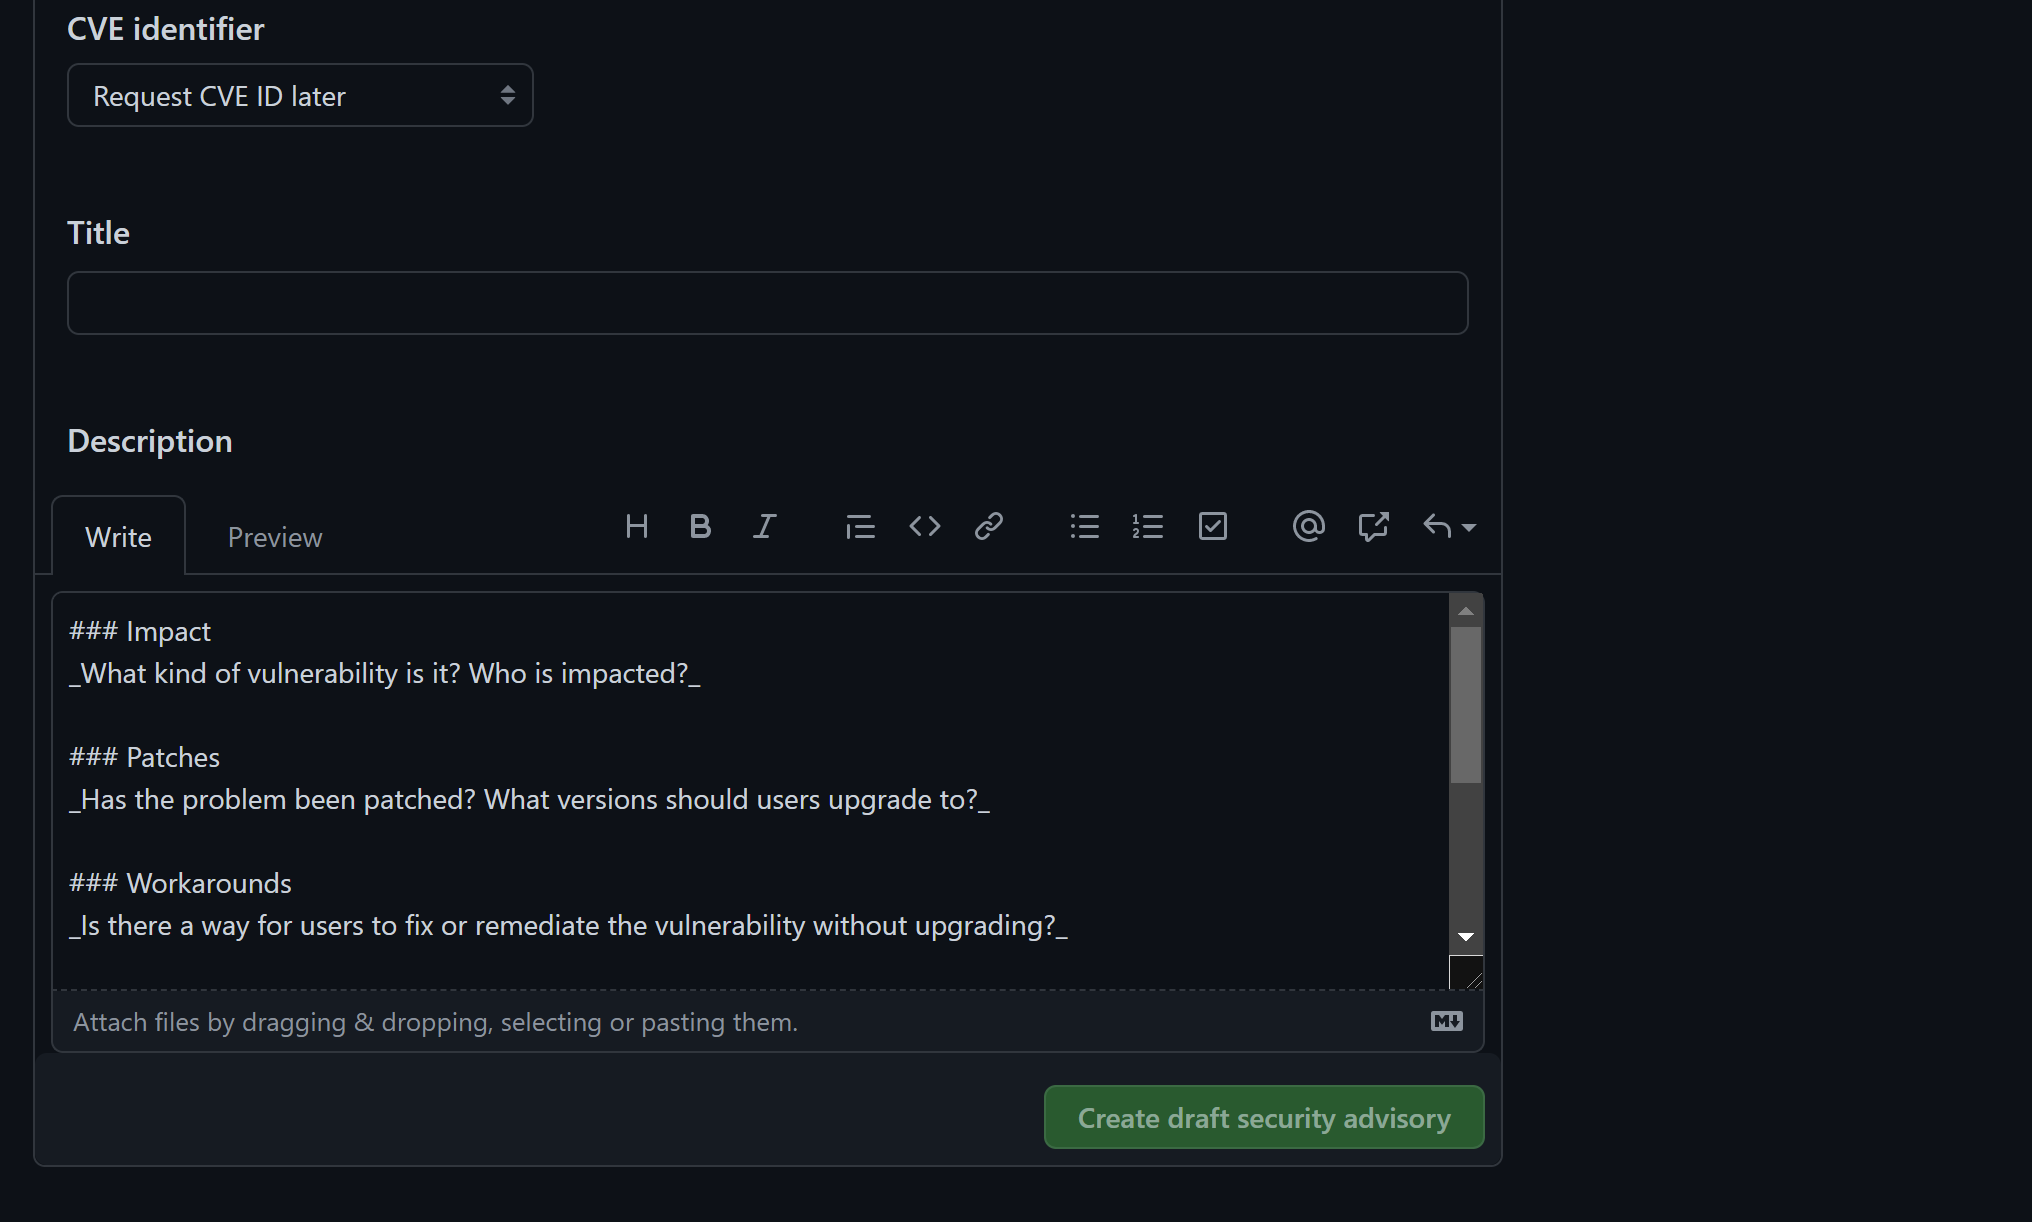 CVE identifier
Request CVE ID later
Title
Description
Write
Preview
### Impact
_What kind of vulnerability is it? Who is impacted?_
### Patches
_Has the problem been patched? What versions should users upgrade to?_
### Workarounds
_Is there a way for users to fix or remediate the vulnerability without upgrading?_
Attach files by dragging & dropping, selecting or pasting them.
Create draft security advisory